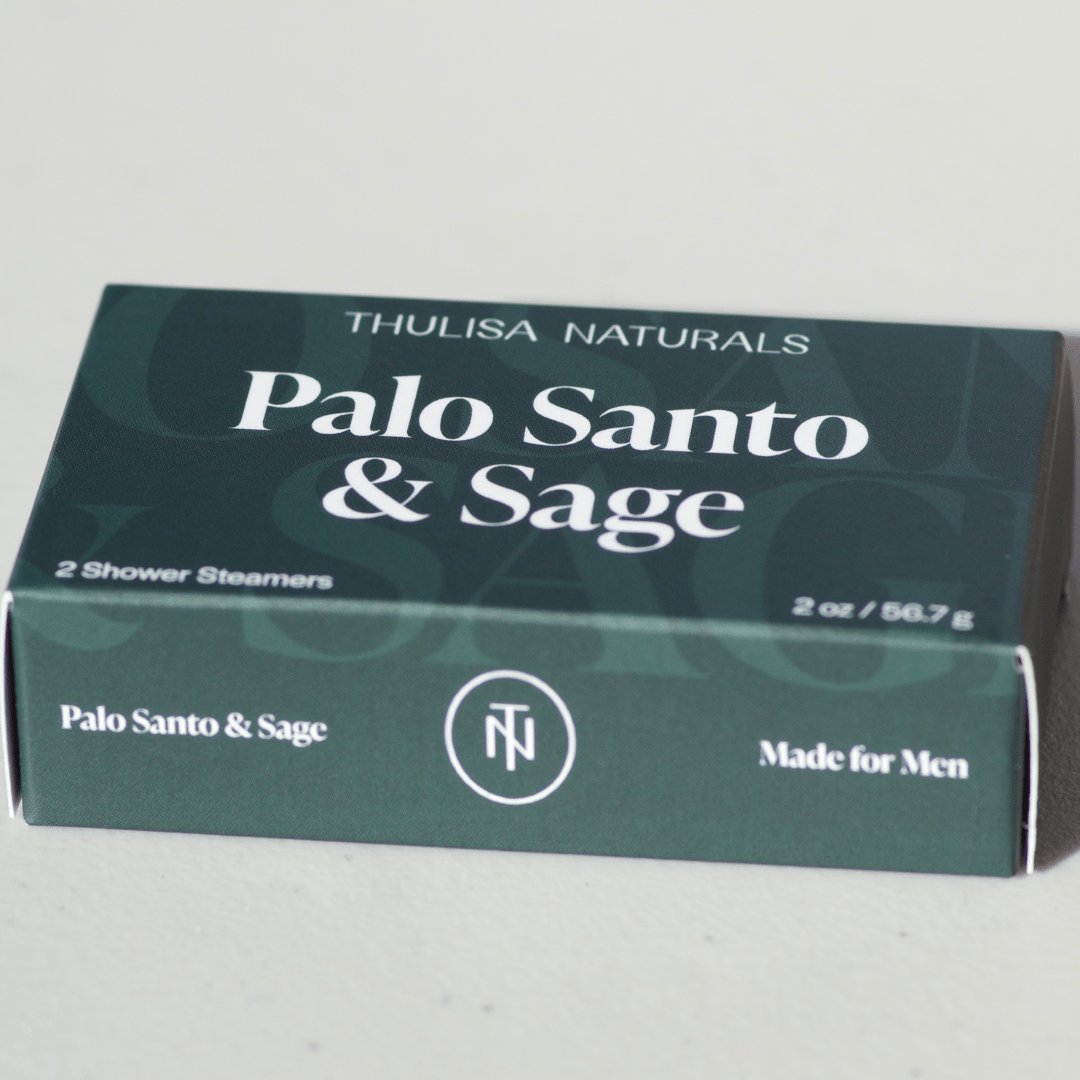 THULISA NATURALS
Palo Santo
& Sage
2 Shower Steamers
2 oz / 56.7 g
Palo Santo & Sage
TN
Made for Men